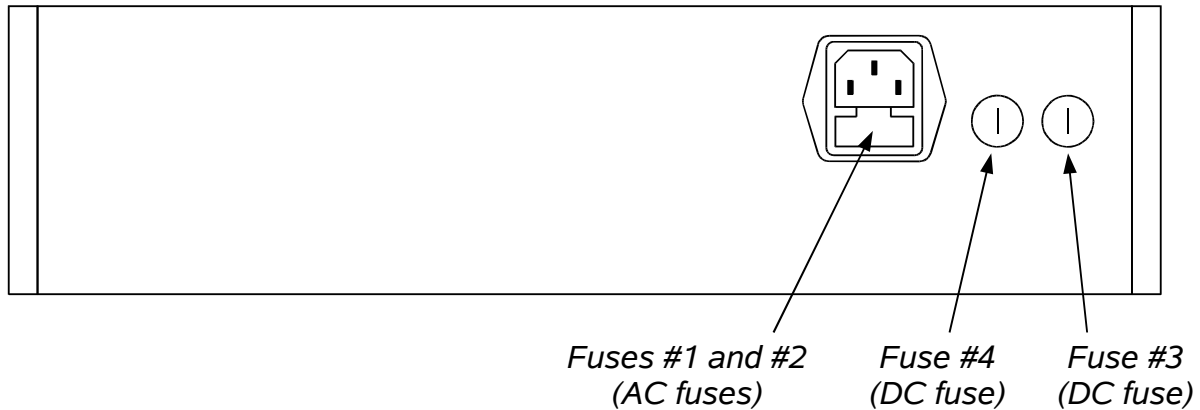 Fuses #1 and #2
(AC fuses)
Fuse #4
(DC fuse)
Fuse #3
(DC fuse)